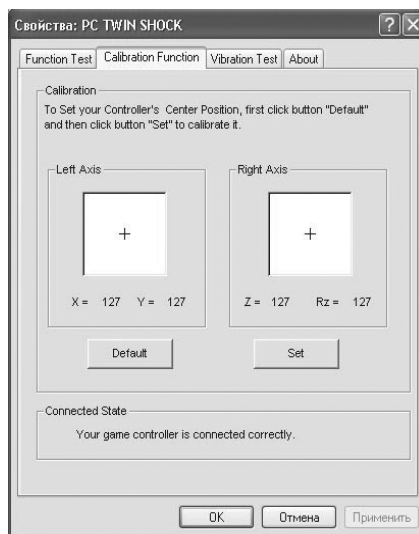 Свойства: PC TWIN SHOCK
Function Test Calibration Function Vibration Test About
Calibration
To Set your Controller's Center Position, first click button "Default"
and then click button "Set" to calibrate it.
Left Axis Right Axis
X = 127 Y = 127 Z = 127 Rz = 127
Default Set
Connected State
Your game controller is connected correctly.
OK Отмена Применить